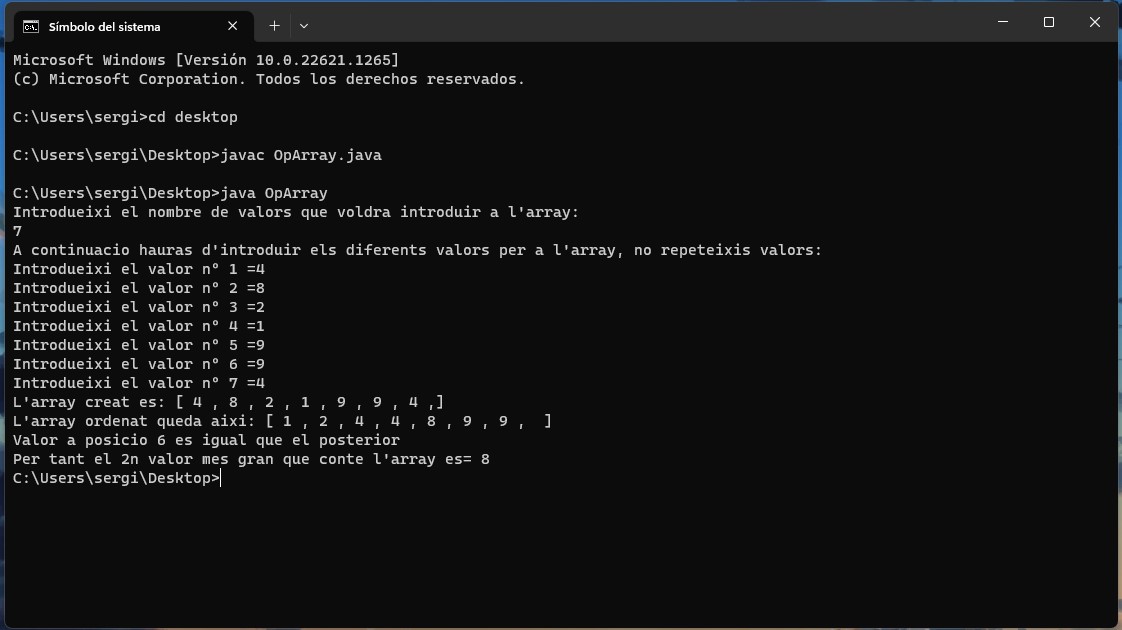 Símbolo del sistema
Microsoft Windows [Versión 10.0.22621.1265]
(c) Microsoft Corporation. Todos los derechos reservados.
C:\Users\sergi>cd desktop
C:\Users\sergi\Desktop>javac OpArray.java
C:\Users\sergi\Desktop>java OpArray
Introdueixi el nombre de valors que voldra introduir a l'array:
7
A continuacio hauras d'introduir els diferents valors per a l'array, no repeteixis valors:
Introdueixi el valor nº 1 =4
Introdueixi el valor nº 2 =8
Introdueixi el valor nº 3 =2
Introdueixi el valor nº 4 =1
Introdueixi el valor nº 5 =9
Introdueixi el valor nº 6 =9
Introdueixi el valor nº 7 =4
L'array creat es: [ 4 , 8 , 2 , 1 , 9 , 9 , 4 ,]
L'array ordenat queda aixi: [ 1 , 2 , 4 , 4 , 8 , 9 , 9 ,  ]
Valor a posicio 6 es igual que el posterior
Per tant el 2n valor mes gran que conte l'array es= 8
C:\Users\sergi\Desktop>